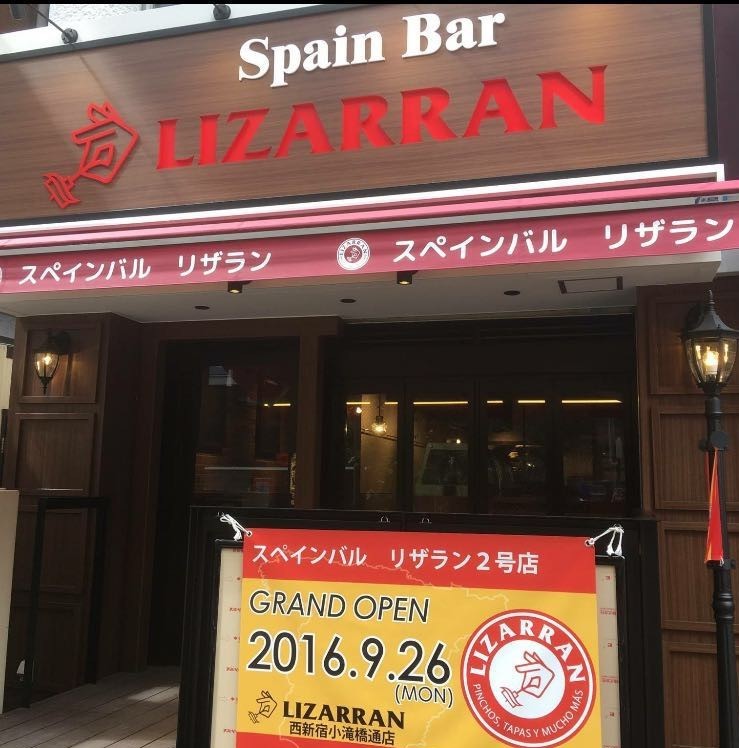 Spain Bar
LIZARRAN
スペインバル リザラン
スペインバル リザラン
スペインバル リザラン2号店
GRAND OPEN
2016.9.26
(MON)
LIZARRAN
西新宿小滝橋通店
LIZARRAN
PINCHOS, TAPAS Y MUCHO MÁS